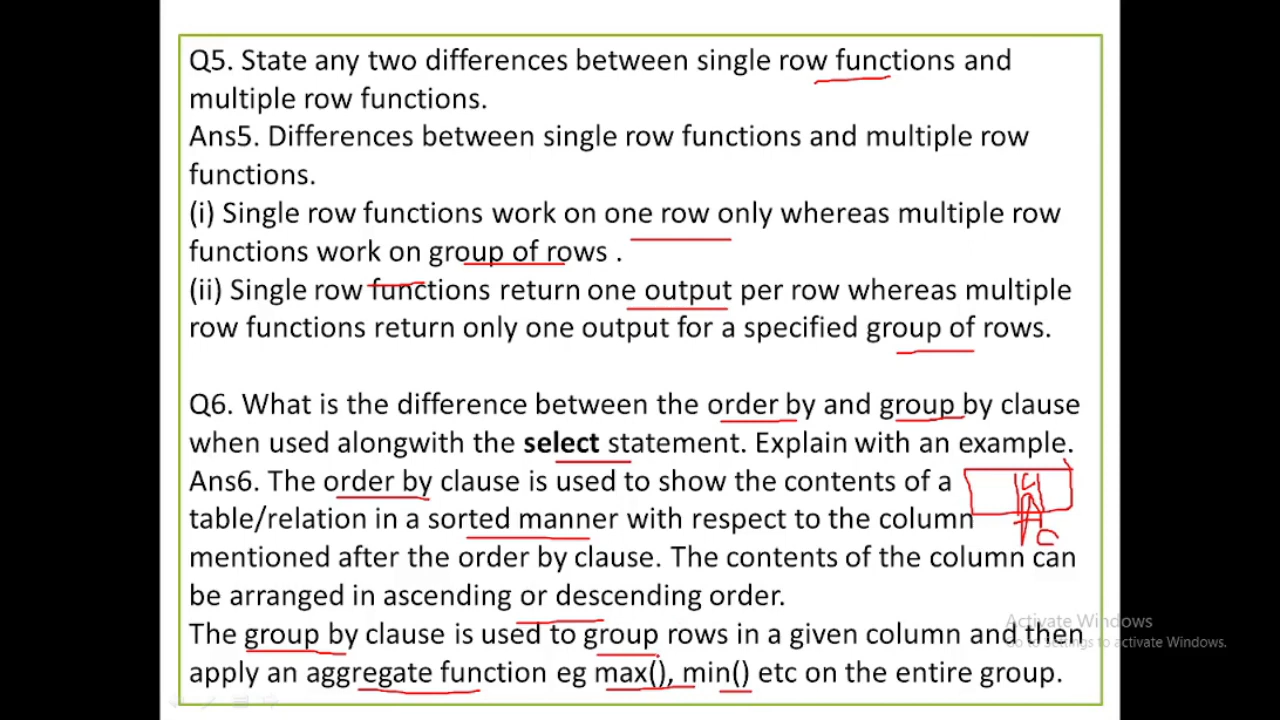 Q5. State any two differences between single row functions and
multiple row functions.
Ans5. Differences between single row functions and multiple row
functions.
(i) Single row functions work on one row only whereas multiple row
functions work on group of rows .
(ii) Single row functions return one output per row whereas multiple
row functions return only one output for a specified group of rows.
Q6. What is the difference between the order by and group by clause
when used alongwith the select statement. Explain with an example.
Ans6. The order by clause is used to show the contents of a
table/relation in a sorted manner with respect to the column
mentioned after the order by clause. The contents of the column can
be arranged in ascending or descending order.
The group by clause is used to group rows in a given column and then
apply an aggregate function eg max(), min() etc on the entire group.
Activate Windows
Go to Settings to activate Windows.